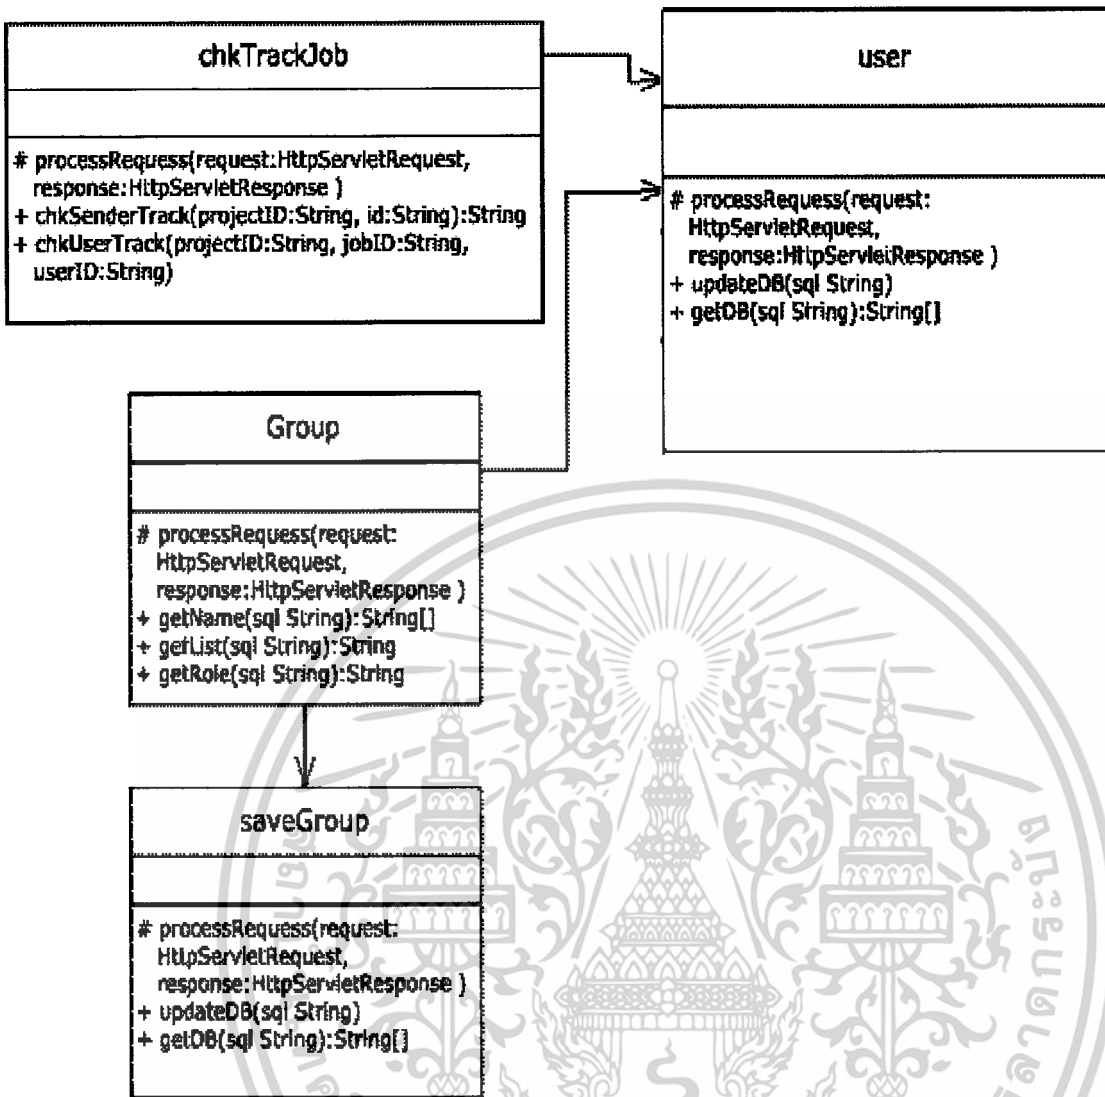 chkTrackJob
# processRequess(request:HttpServletRequest,
response:HttpServletResponse )
+ chkSenderTrack(projectID:String, id:String):String
+ chkUserTrack(projectID:String, jobID:String,
userID:String)
user
# processRequess(request:
HttpServletRequest,
response:HttpServletResponse )
+ updateDB(sql String)
+ getDB(sql String):String[]
Group
# processRequess(request:
HttpServletRequest,
response:HttpServletResponse )
+ getName(sql String):String[]
+ getList(sql String):String
+ getRole(sql String):String
saveGroup
# processRequess(request:
HttpServletRequest,
response:HttpServletResponse )
+ updateDB(sql String)
+ getDB(sql String):String[]